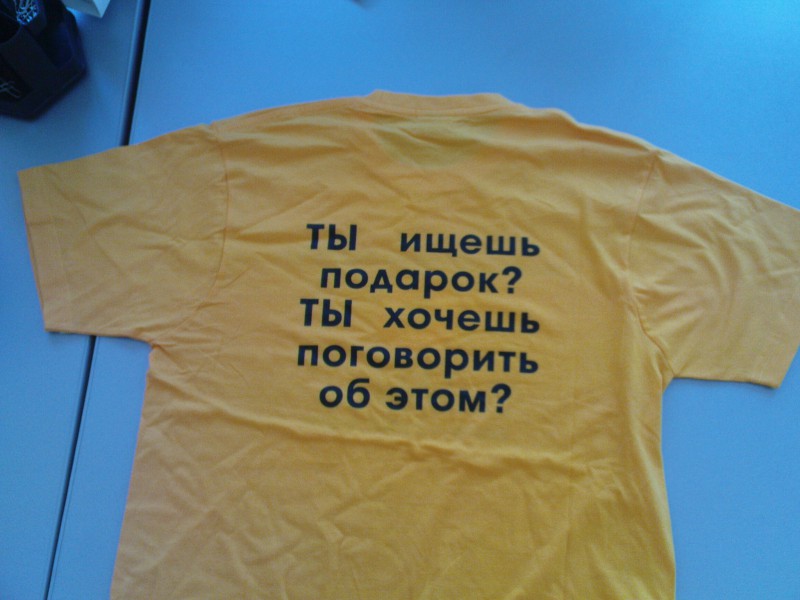 ТЫ ищешь
подарок?
ТЫ хочешь
поговорить
об этом?